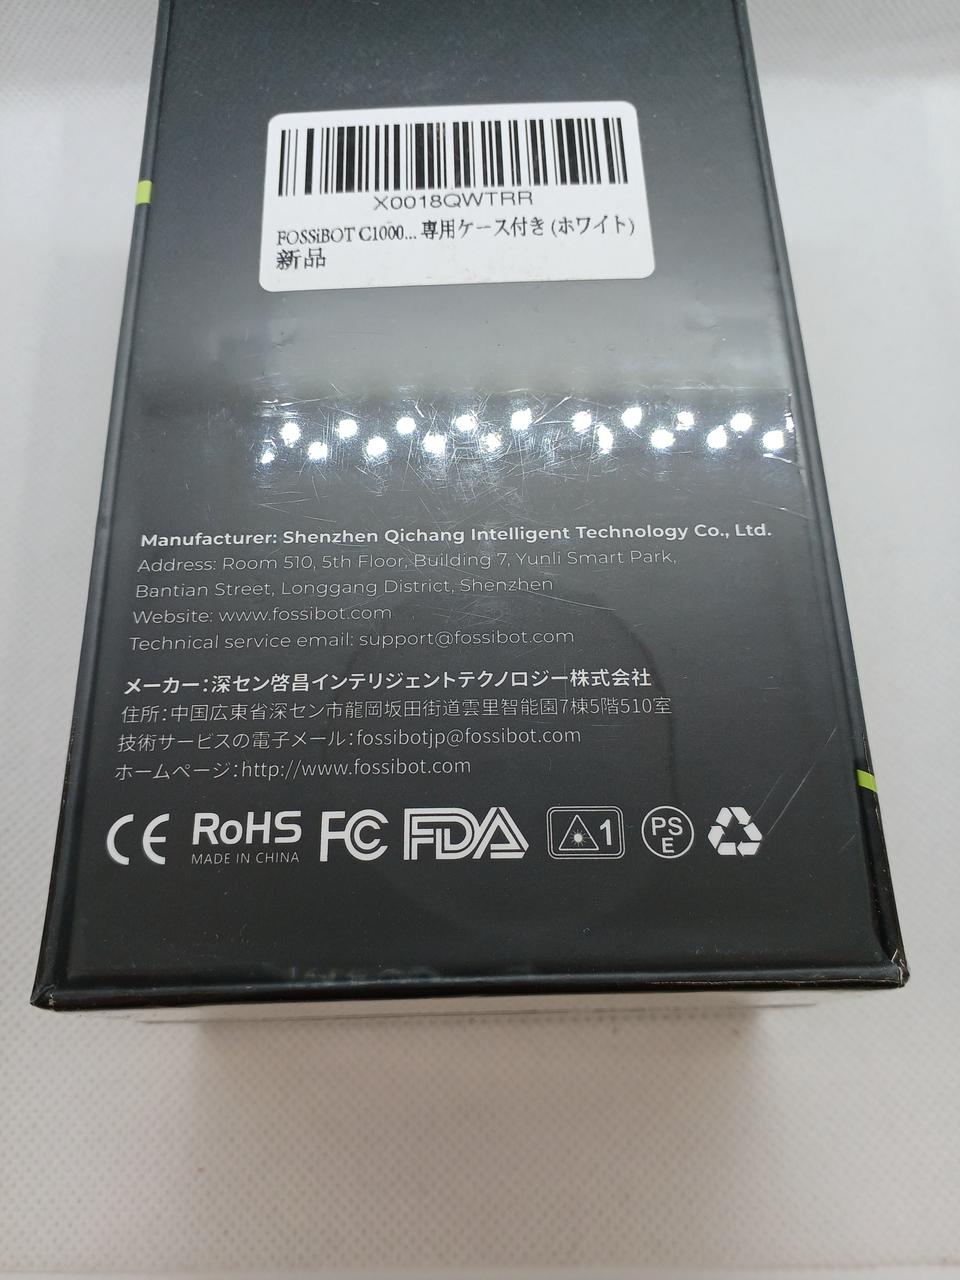 X0018QWTRR
FOSSiBOT C1000... 専用ケース付き (ホワイト)
新品
Manufacturer: Shenzhen Qichang Intelligent Technology Co., Ltd.
Address: Room 510, 5th Floor, Building 7, Yunli Smart Park,
Bantian Street, Longgang District, Shenzhen
Website: www.fossibot.com
Technical service email: support@fossibot.com
メーカー：深セン啓昌インテリジェントテクノロジー株式会社
住所：中国広東省深セン市龍岡坂田街道雲里智能園7棟5階510室
技術サービスの電子メール：fossibotjp@fossibot.com
ホームページ：http://www.fossibot.com
CE RoHS FC FDA 1 PS E
MADE IN CHINA